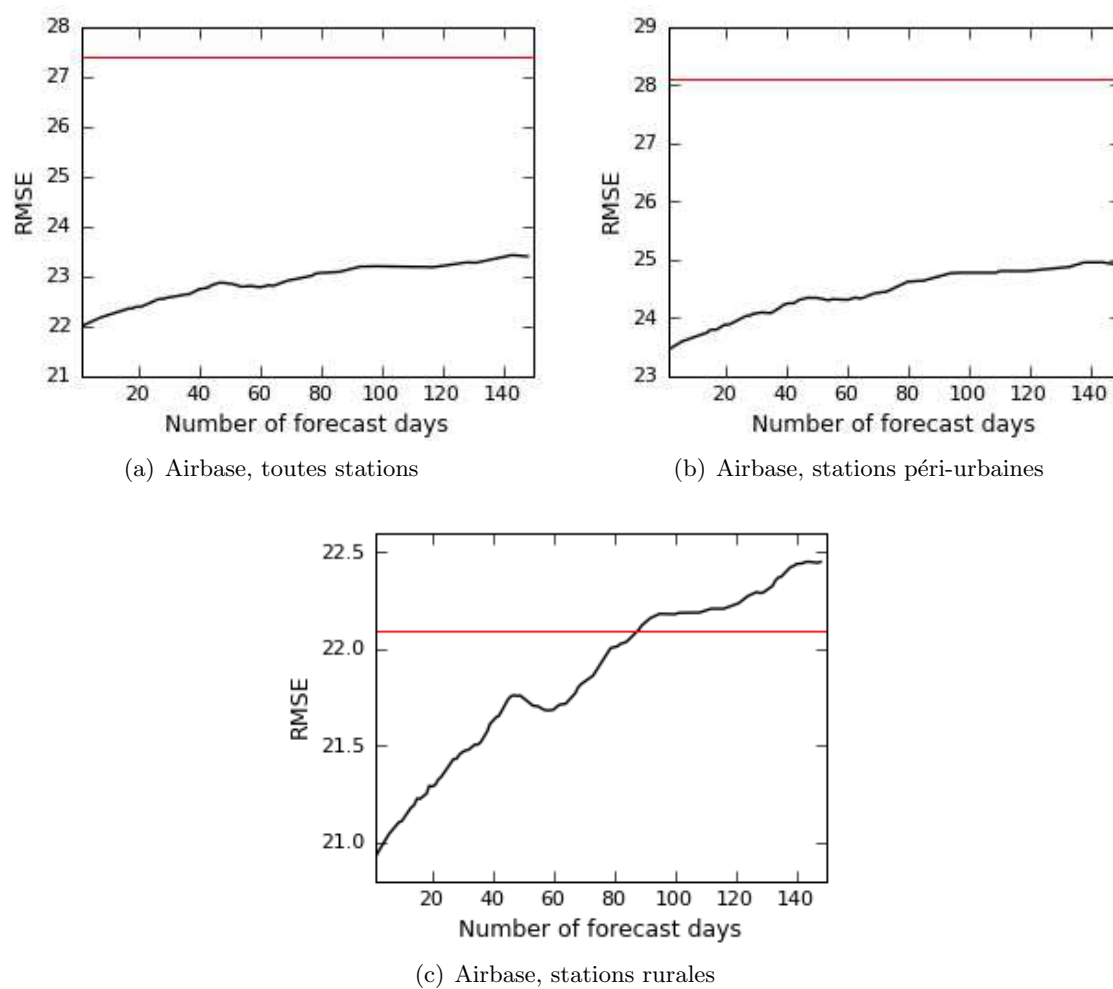 28
27
26
25
24
23
22
21
RMSE
20 40 60 80 100 120 140
Number of forecast days
(a) Airbase, toutes stations
29
28
27
26
25
24
23
RMSE
20 40 60 80 100 120 140
Number of forecast days
(b) Airbase, stations péri-urbaines
22.5
22.0
21.5
21.0
RMSE
20 40 60 80 100 120 140
Number of forecast days
(c) Airbase, stations rurales